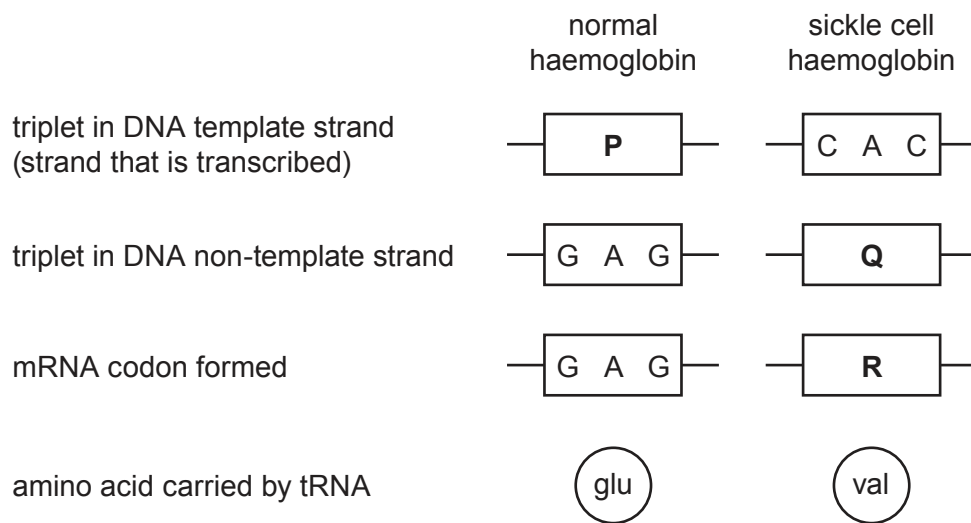 normal haemoglobin
sickle cell haemoglobin
triplet in DNA template strand
(strand that is transcribed)
P
C A C
triplet in DNA non-template strand
G A G
Q
mRNA codon formed
G A G
R
amino acid carried by tRNA
glu
val